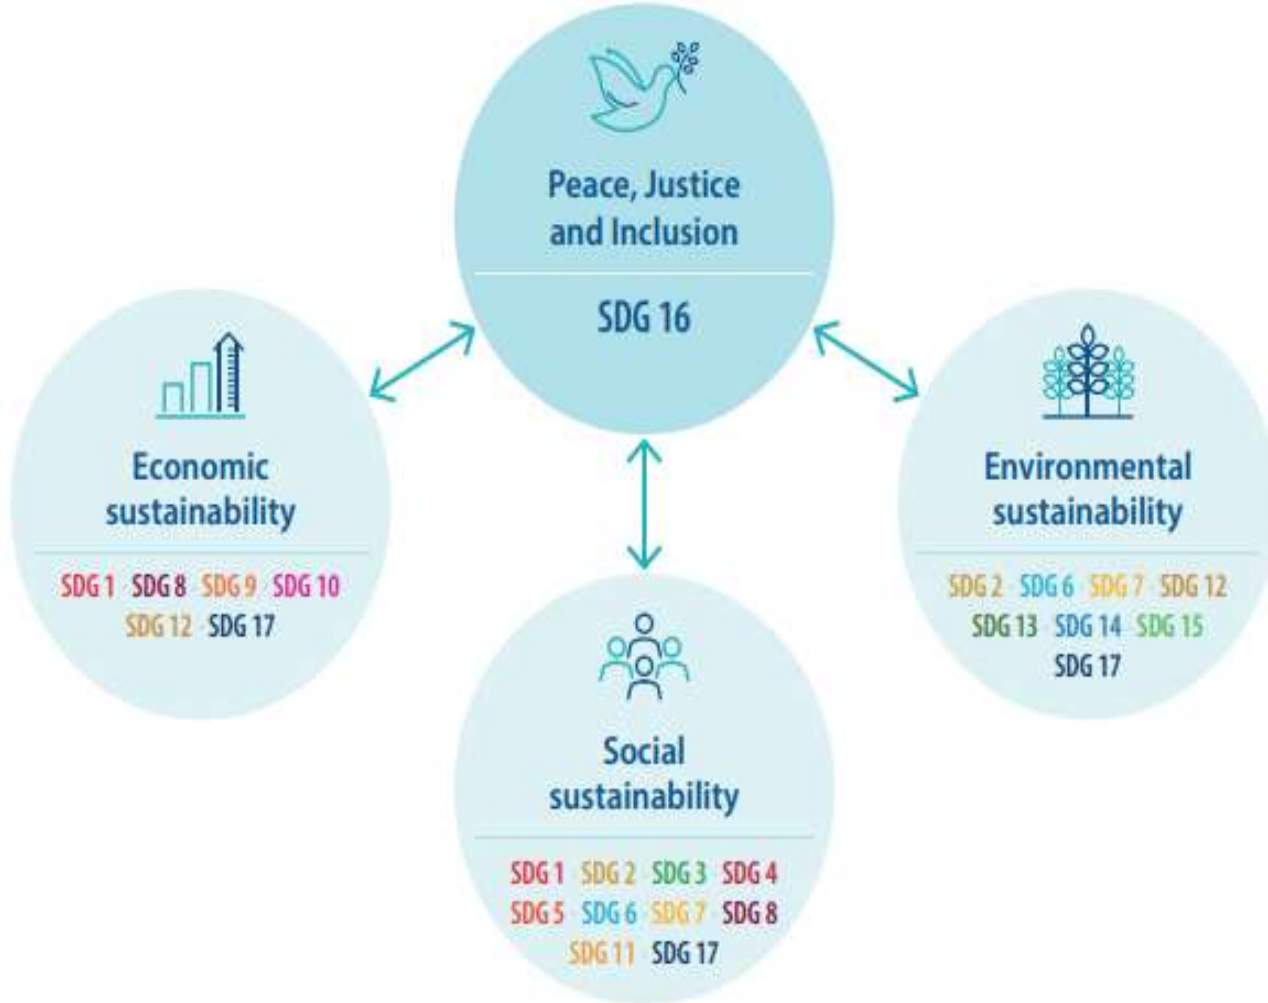 Peace, Justice
and Inclusion
SDG 16
Economic
sustainability
SDG 1 SDG 8 SDG 9 SDG 10
SDG 12 SDG 17
Environmental
sustainability
SDG 2 SDG 6 SDG 7 SDG 12
SDG 13 SDG 14 SDG 15
SDG 17
Social
sustainability
SDG 1 SDG 2 SDG 3 SDG 4
SDG 5 SDG 6 SDG 7 SDG 8
SDG 11 SDG 17